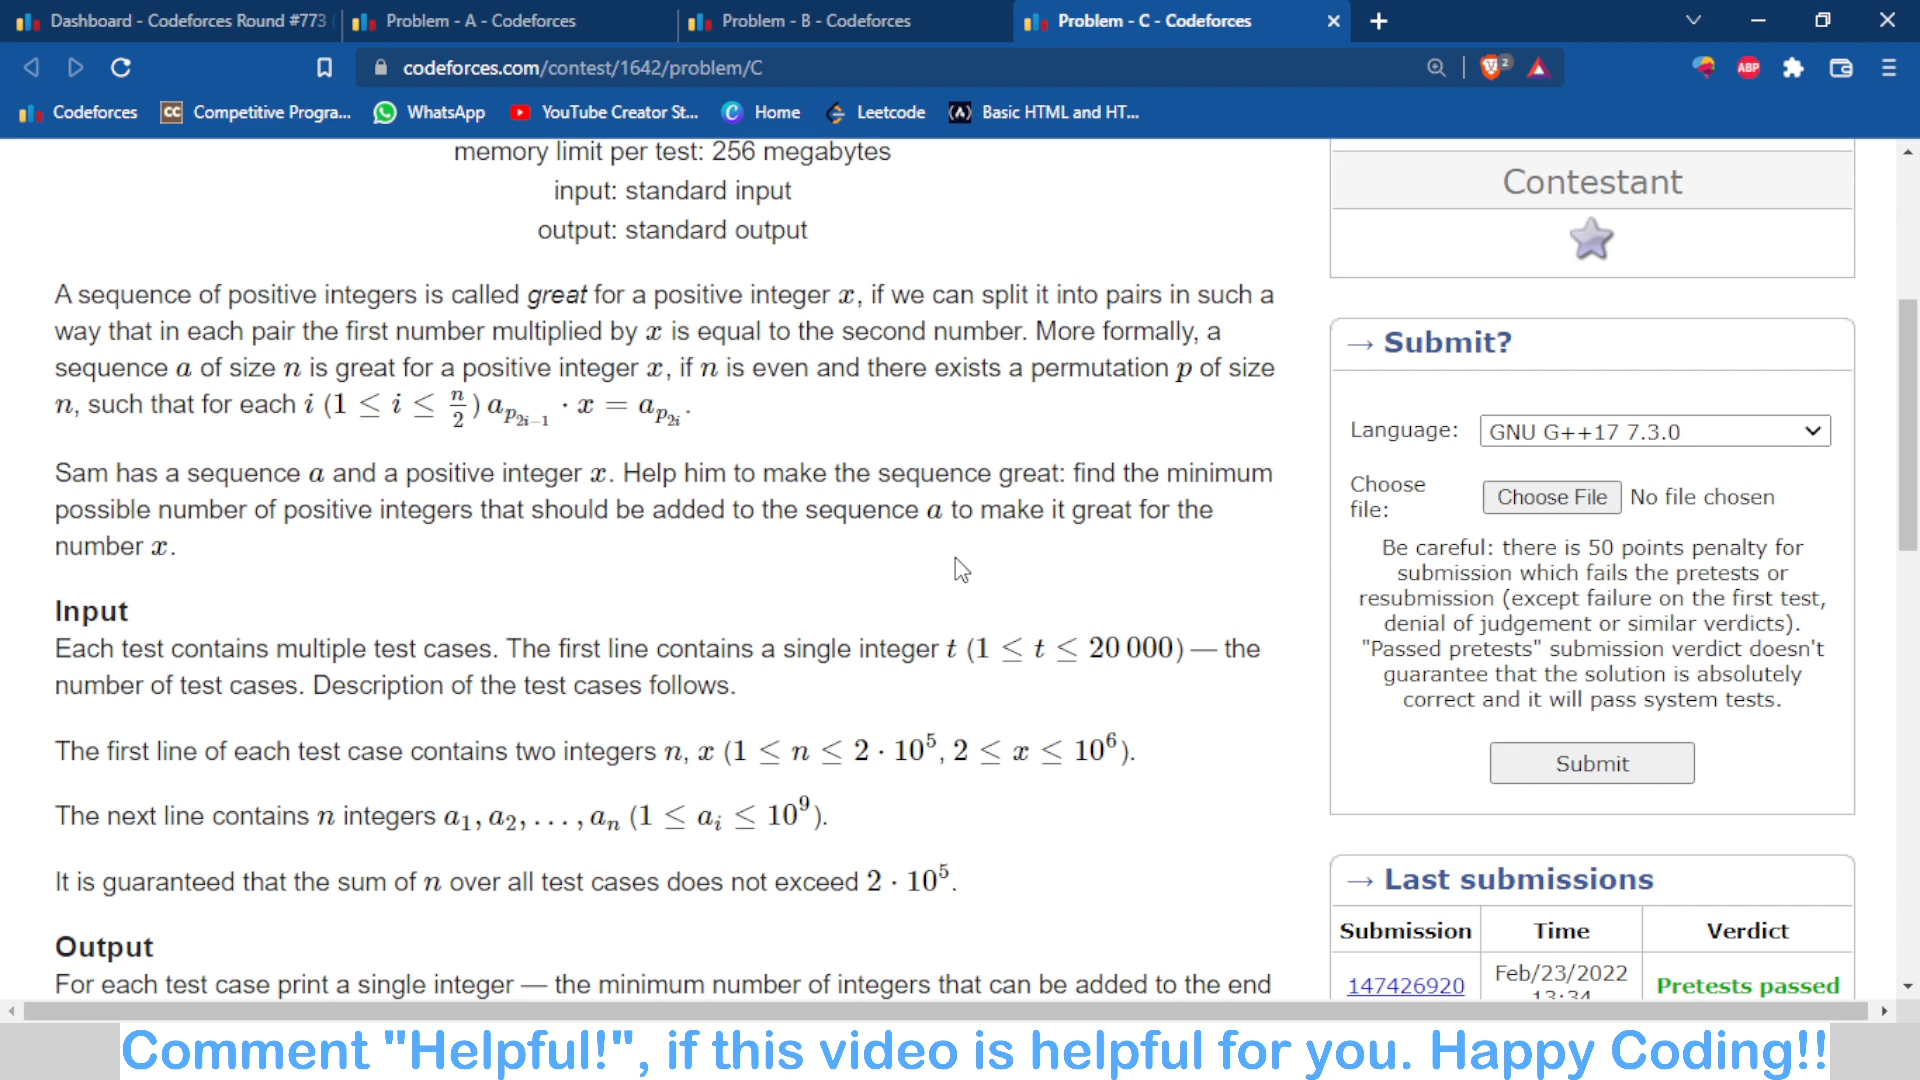 Dashboard - Codeforces Round #773
Problem - A - Codeforces
Problem - B - Codeforces
Problem - C - Codeforces
codeforces.com/contest/1642/problem/C
2
ABP
Codeforces
CC Competitive Progra...
WhatsApp
YouTube Creator St...
Home
Leetcode
Basic HTML and HT...
memory limit per test: 256 megabytes
input: standard input
output: standard output
A sequence of positive integers is called great for a positive integer x, if we can split it into pairs in such a
way that in each pair the first number multiplied by x is equal to the second number. More formally, a
sequence a of size n is great for a positive integer x, if n is even and there exists a permutation p of size
n, such that for each i (1 ≤ i ≤ n/2) a_{p_{2i−1}} · x = a_{p_{2i}}.
Sam has a sequence a and a positive integer x. Help him to make the sequence great: find the minimum
possible number of positive integers that should be added to the sequence a to make it great for the
number x.
Input
Each test contains multiple test cases. The first line contains a single integer t (1 ≤ t ≤ 20 000) — the
number of test cases. Description of the test cases follows.
The first line of each test case contains two integers n, x (1 ≤ n ≤ 2 · 10^5, 2 ≤ x ≤ 10^6).
The next line contains n integers a_1, a_2, . . . , a_n (1 ≤ a_i ≤ 10^9).
It is guaranteed that the sum of n over all test cases does not exceed 2 · 10^5.
Output
For each test case print a single integer — the minimum number of integers that can be added to the end
Contestant
→ Submit?
Language: GNU G++17 7.3.0
Choose
file: Choose File No file chosen
Be careful: there is 50 points penalty for
submission which fails the pretests or
resubmission (except failure on the first test,
denial of judgement or similar verdicts).
"Passed pretests" submission verdict doesn't
guarantee that the solution is absolutely
correct and it will pass system tests.
Submit
→ Last submissions
Submission Time Verdict
147426920 Feb/23/2022 Pretests passed
13:34
Comment "Helpful!", if this video is helpful for you. Happy Coding!!